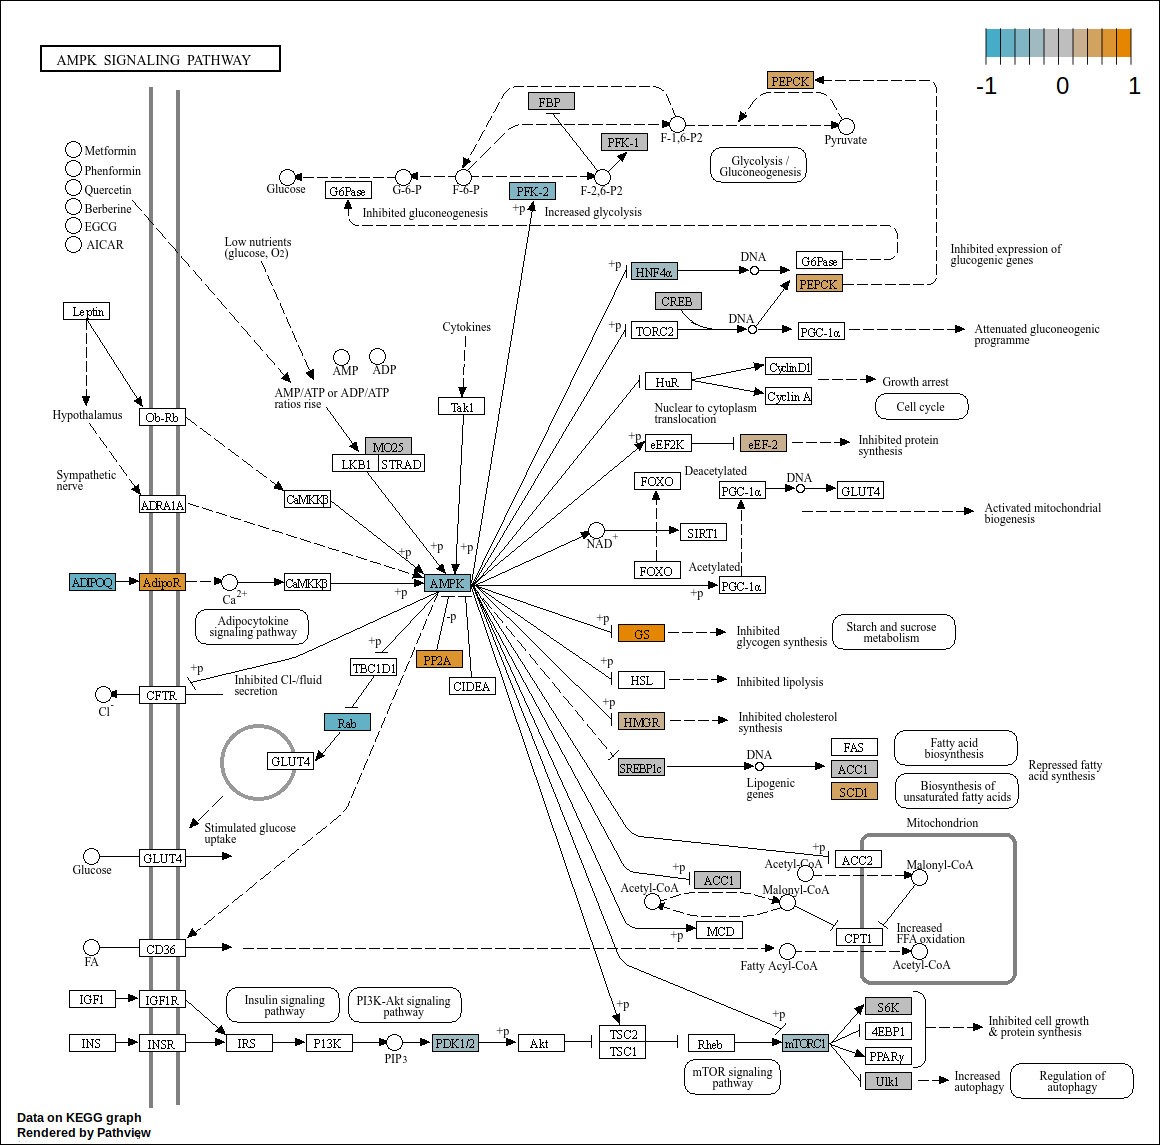 AMPK SIGNALING PATHWAY
-1 0 1
PEPCK
FBP
PFK-1
F-1,6-P2
Pyruvate
Glycolysis /
Gluconeogenesis
Metformin
Phenformin
Quercetin
Berberine
EGCG
AICAR
Glucose
G6Pase
G-6-P
F-6-P
PFK-2
F-2,6-P2
+p
Inhibited gluconeogenesis
Increased glycolysis
Low nutrients
(glucose, O2)
+p
HNF4α
DNA
G6Pase
PEPCK
Inhibited expression of
glucogenic genes
CREB
+p
TORC2
DNA
PGC-1α
Attenuated gluconeogenic
programme
Leptin
Cytokines
AMP
ADP
AMP/ATP or ADP/ATP
ratios rise
HuR
CyclinD1
Cyclin A
Growth arrest
Cell cycle
Nuclear to cytoplasm
translocation
Hypothalamus
Ob-Rb
Tak1
+p
eEF2K
eEF-2
Inhibited protein
synthesis
MO25
LKB1
STRAD
Sympathetic
nerve
ADRA1A
CaMKKβ
FOXO
Deacetylated
PGC-1α
DNA
GLUT4
Activated mitochondrial
biogenesis
NAD+
SIRT1
+p
+p
+p
FOXO
Acetylated
PGC-1α
+p
ADIPOQ
AdipoR
Ca2+
CaMKKβ
+p
AMPK
Adipocytokine
signaling pathway
-p
+p
GS
Inhibited
glycogen synthesis
Starch and sucrose
metabolism
+p
TBC1D1
PP2A
CIDEA
+p
HSL
Inhibited lipolysis
+p
CFTR
Cl-
Inhibited Cl-/fluid
secretion
+p
HMGR
Inhibited cholesterol
synthesis
Rab
GLUT4
SREBP1c
DNA
Lipogenic
genes
FAS
ACC1
SCD1
Fatty acid
biosynthesis
Biosynthesis of
unsaturated fatty acids
Repressed fatty
acid synthesis
Stimulated glucose
uptake
Mitochondrion
Glucose
GLUT4
+p
ACC2
Acetyl-CoA
Malonyl-CoA
+p
ACC1
Acetyl-CoA
Malonyl-CoA
+p
MCD
CPT1
Increased
FFA oxidation
FA
CD36
Fatty Acyl-CoA
Acetyl-CoA
IGF1
IGF1R
Insulin signaling
pathway
PI3K-Akt signaling
pathway
+p
+p
S6K
4EBP1
PPARγ
Ulk1
Inhibited cell growth
& protein synthesis
INS
INSR
IRS
P13K
PIP3
PDK1/2
+p
Akt
TSC2
TSC1
Rheb
mTORC1
mTOR signaling
pathway
Increased
autophagy
Regulation of
autophagy
Data on KEGG graph
Rendered by Pathview